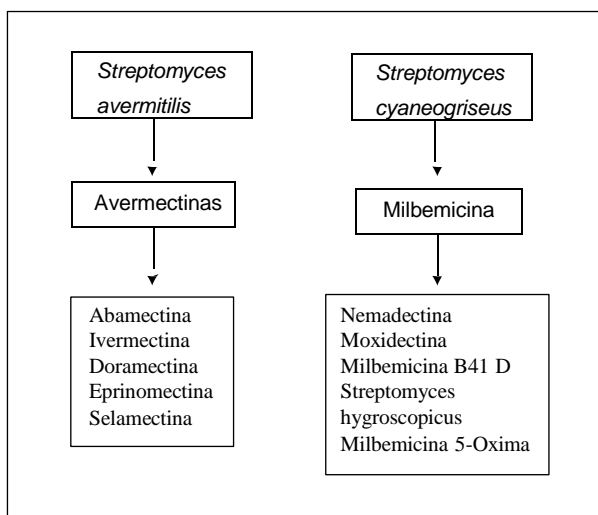 Streptomyces
avermitilis
Avermectinas
Abamectina
Ivermectina
Doramectina
Eprinomectina
Selamectina
Streptomyces
cyaneogriseus
Milbemicina
Nemadectina
Moxidectina
Milbemicina B41 D
Streptomyces
hygroscopicus
Milbemicina 5-Oxima